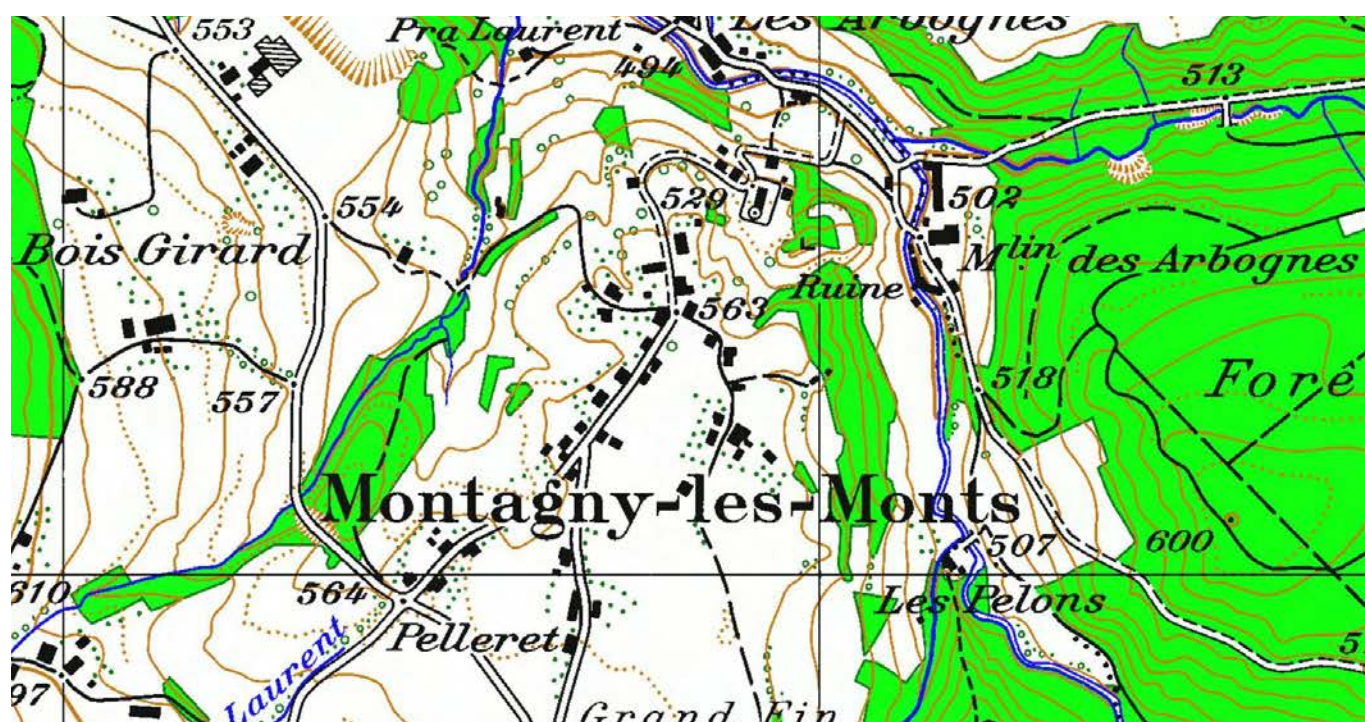 Les Arbognes
553
Pra Laurent
494
513
554
529
502
Bois Girard
Mlin des Arbognes
Ruine
563
588
557
518
Forê
Montagny-les-Monts
507
600
610
564
Les Pelons
Pelleret
Laurent
97
Grand Fin